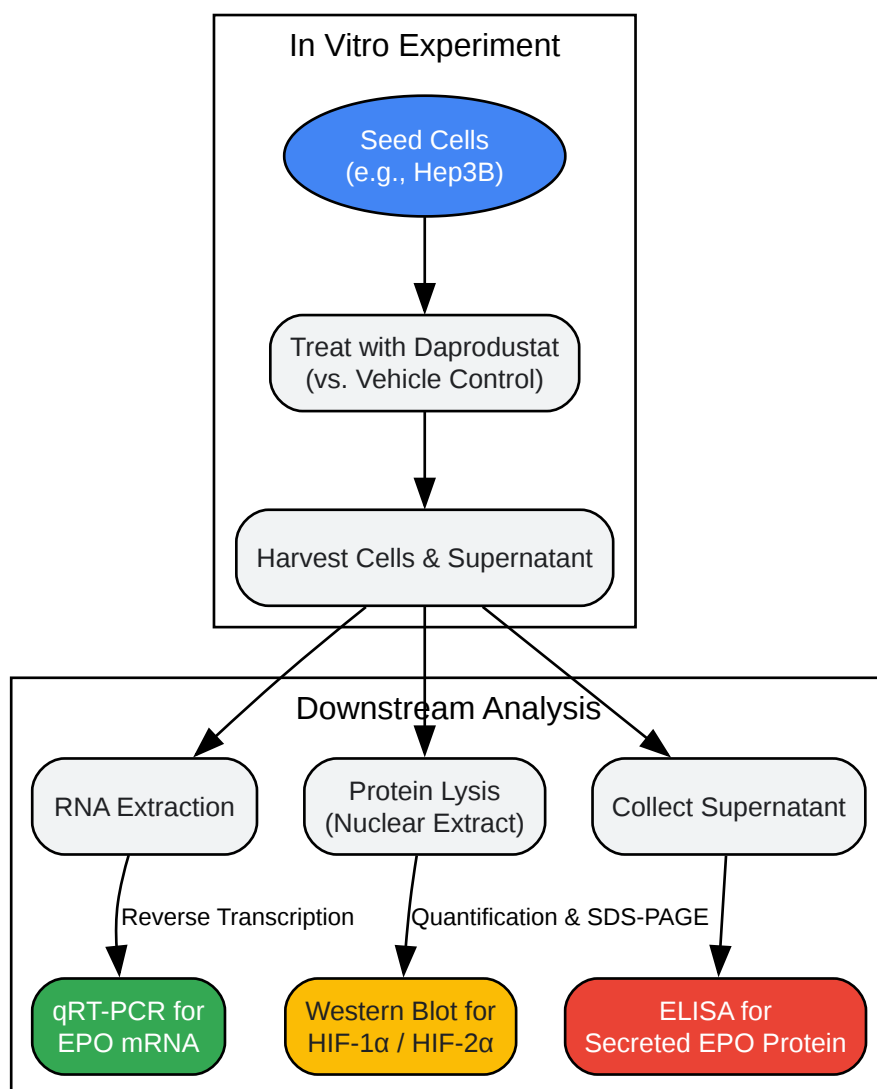 In Vitro Experiment
Seed Cells
(e.g., Hep3B)
Treat with Daprodustat
(vs. Vehicle Control)
Harvest Cells & Supernatant
Downstream Analysis
RNA Extraction
Protein Lysis
(Nuclear Extract)
Collect Supernatant
Reverse Transcription
Quantification & SDS-PAGE
qRT-PCR for
EPO mRNA
Western Blot for
HIF-1α / HIF-2α
ELISA for
Secreted EPO Protein